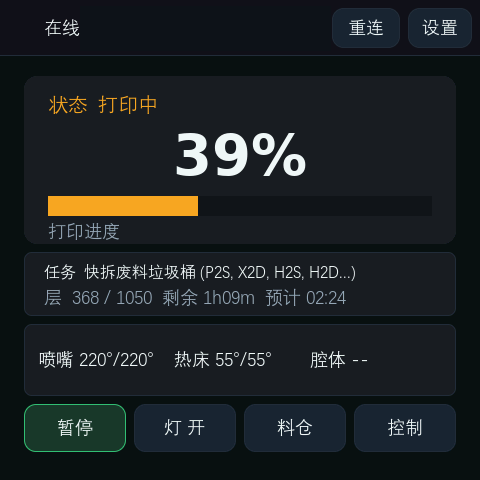 在线 重连 设置
状态 打印中
39%
打印进度
任务 快拆废料垃圾桶 (P2S, X2D, H2S, H2D...)
层 368 / 1050 剩余 1h09m 预计 02:24
喷嘴 220°/220° 热床 55°/55° 腔体 --
暂停 灯 开 料仓 控制